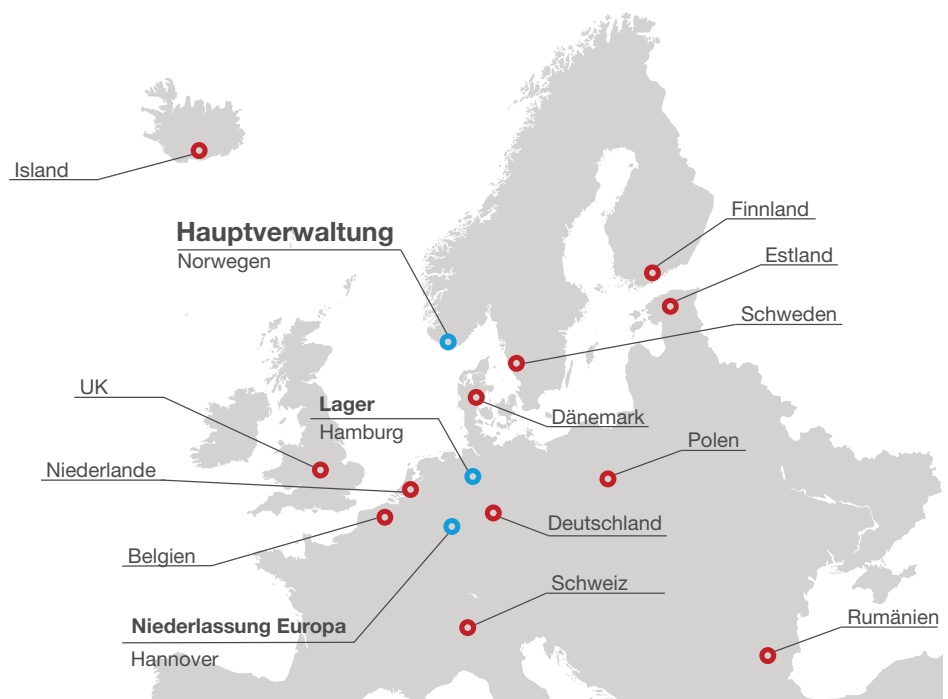 Island
Finnland
Hauptverwaltung
Norwegen
Estland
Schweden
UK
Lager
Hamburg
Dänemark
Polen
Niederlande
Deutschland
Belgien
Schweiz
Niederlassung Europa
Hannover
Rumänien